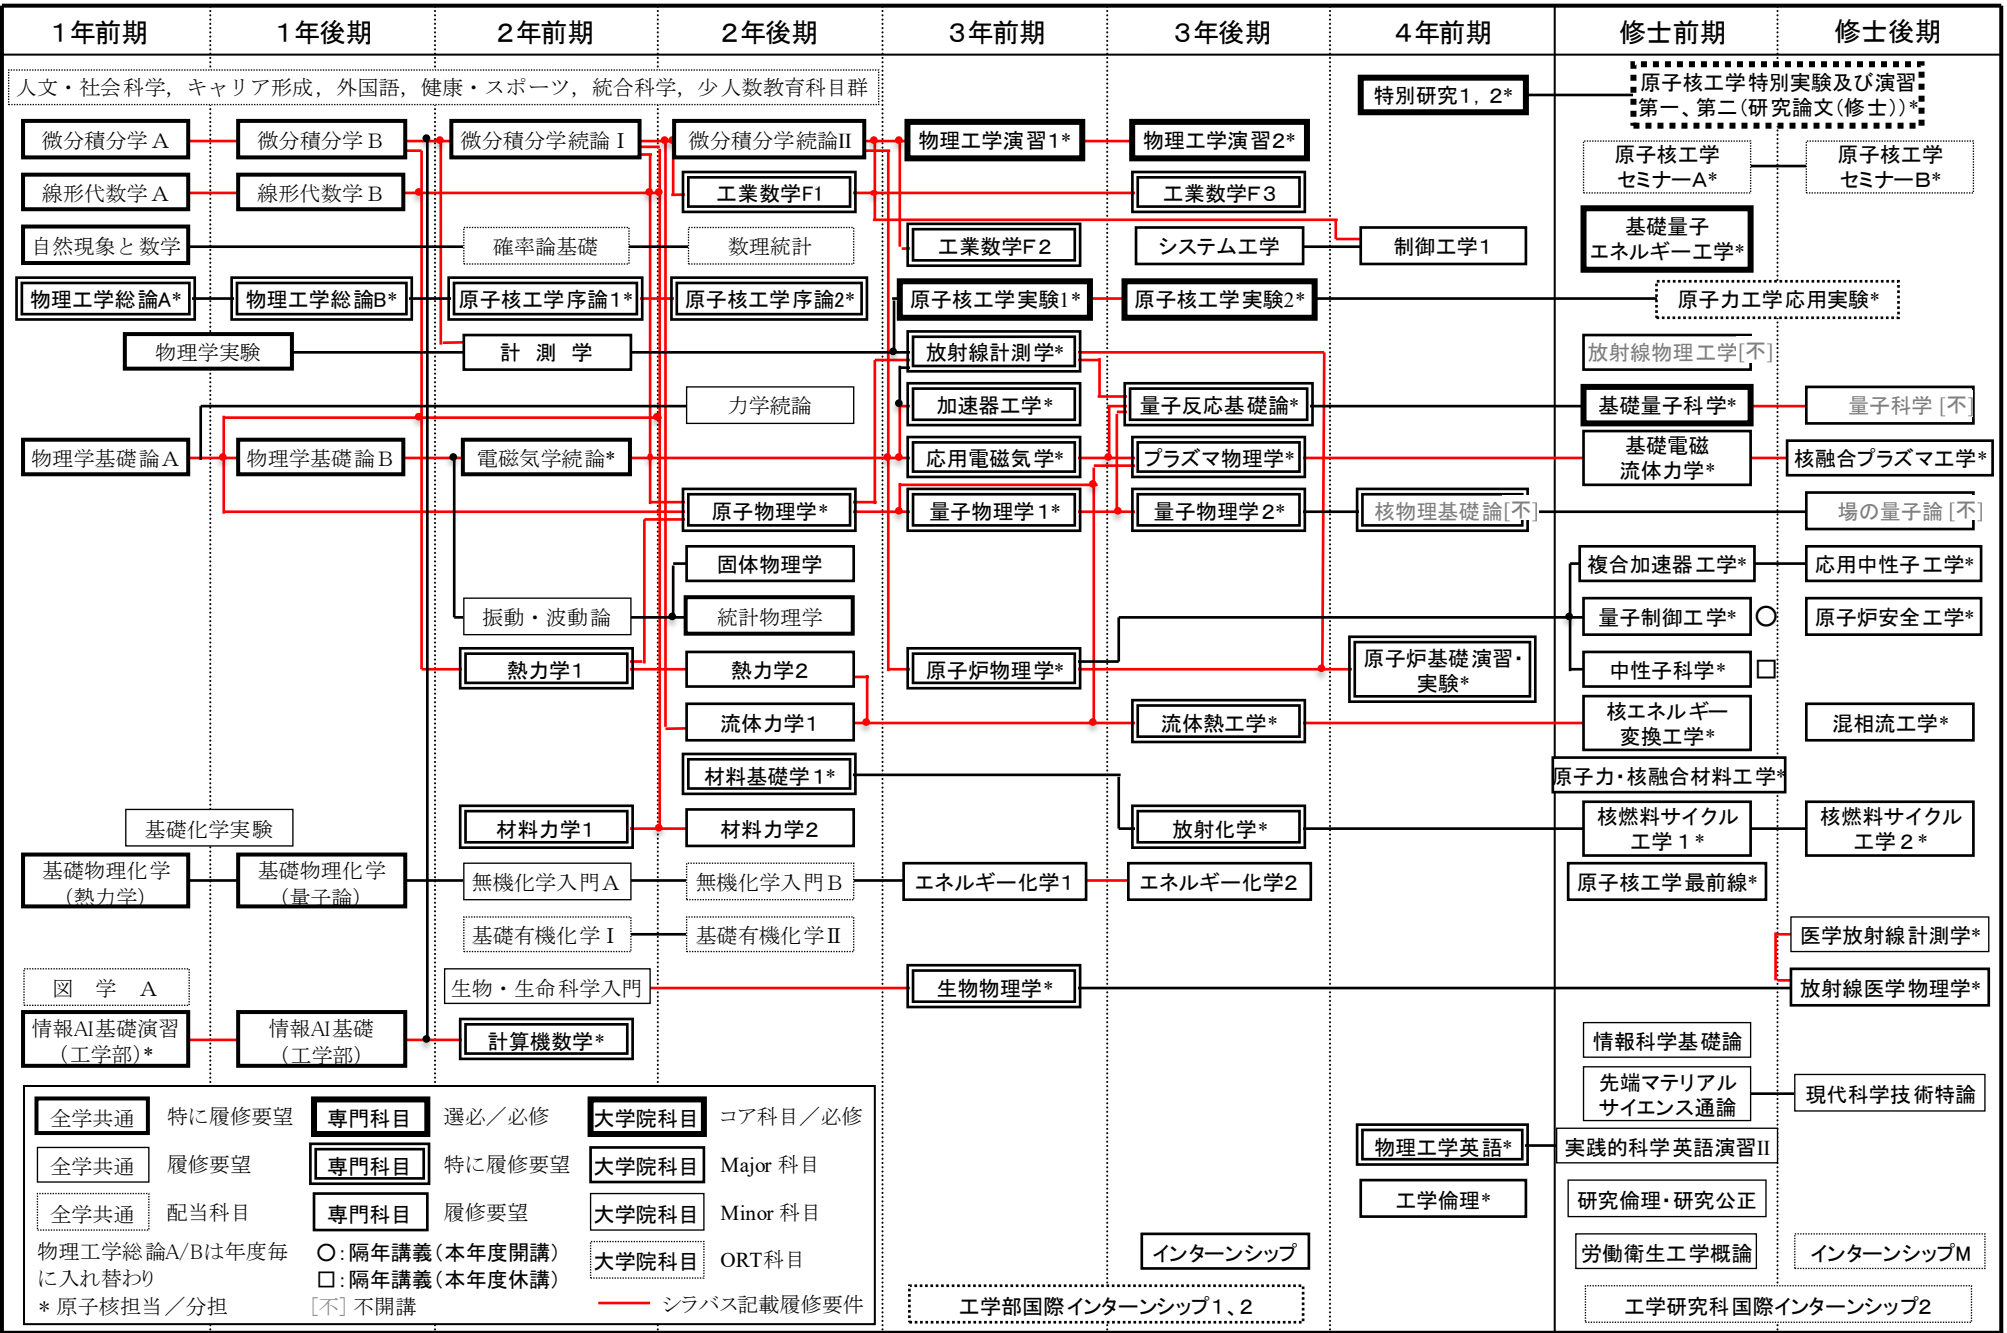 1年前期
1年後期
2年前期
2年後期
3年前期
3年後期
4年前期
修士前期
修士後期
人文・社会科学，キャリア形成，外国語，健康・スポーツ，統合科学，少人数教育科目群
特別研究1，2*
原子核工学特別実験及び演習
第一、第二（研究論文（修士））*
微分積分学A
微分積分学B
微分積分学続論Ⅰ
微分積分学続論Ⅱ
物理工学演習1*
物理工学演習2*
原子核工学
セミナーA*
原子核工学
セミナーB*
線形代数学A
線形代数学B
工業数学F1
工業数学F3
自然現象と数学
確率論基礎
数理統計
工業数学F2
システム工学
制御工学1
基礎量子
エネルギー工学*
物理工学総論A*
物理工学総論B*
原子核工学序論1*
原子核工学序論2*
原子核工学実験1*
原子核工学実験2*
原子力工学応用実験*
物理学実験
計 測 学
放射線計測学*
放射線物理工学[不]
力学続論
加速器工学*
量子反応基礎論*
基礎量子科学*
量子科学 [不]
物理学基礎論A
物理学基礎論B
電磁気学続論*
応用電磁気学*
プラズマ物理学*
基礎電磁
流体力学*
核融合プラズマ工学*
原子物理学*
量子物理学1*
量子物理学2*
核物理基礎論[不]
場の量子論 [不]
固体物理学
複合加速器工学*
応用中性子工学*
振動・波動論
統計物理学
量子制御工学*
○
原子炉安全工学*
熱力学1
熱力学2
原子炉物理学*
原子炉基礎演習・
実験*
中性子科学*
□
流体力学1
流体熱工学*
核エネルギー
変換工学*
混相流工学*
材料基礎学1*
原子力・核融合材料工学*
基礎化学実験
材料力学1
材料力学2
放射化学*
核燃料サイクル
工学1*
核燃料サイクル
工学2*
基礎物理化学
（熱力学）
基礎物理化学
（量子論）
無機化学入門A
無機化学入門B
エネルギー化学1
エネルギー化学2
原子核工学最前線*
基礎有機化学Ⅰ
基礎有機化学Ⅱ
医学放射線計測学*
図 学 A
生物・生命科学入門
生物物理学*
放射線医学物理学*
情報AI基礎演習
（工学部）*
情報AI基礎
（工学部）
計算機数学*
情報科学基礎論
先端マテリアル
サイエンス通論
現代科学技術特論
物理工学英語*
実践的科学英語演習Ⅱ
工学倫理*
研究倫理・研究公正
インターンシップ
労働衛生工学概論
インターンシップM
工学部国際インターンシップ1、2
工学研究科国際インターンシップ2
全学共通 特に履修要望
専門科目 選必／必修
大学院科目 コア科目／必修
全学共通 履修要望
専門科目 特に履修要望
大学院科目 Major 科目
全学共通 配当科目
専門科目 履修要望
大学院科目 Minor 科目
物理工学総論A/Bは年度毎
に入れ替わり
○：隔年講義（本年度開講）
□：隔年講義（本年度休講）
大学院科目 ORT科目
* 原子核担当／分担
[不] 不開講
シラバス記載履修要件